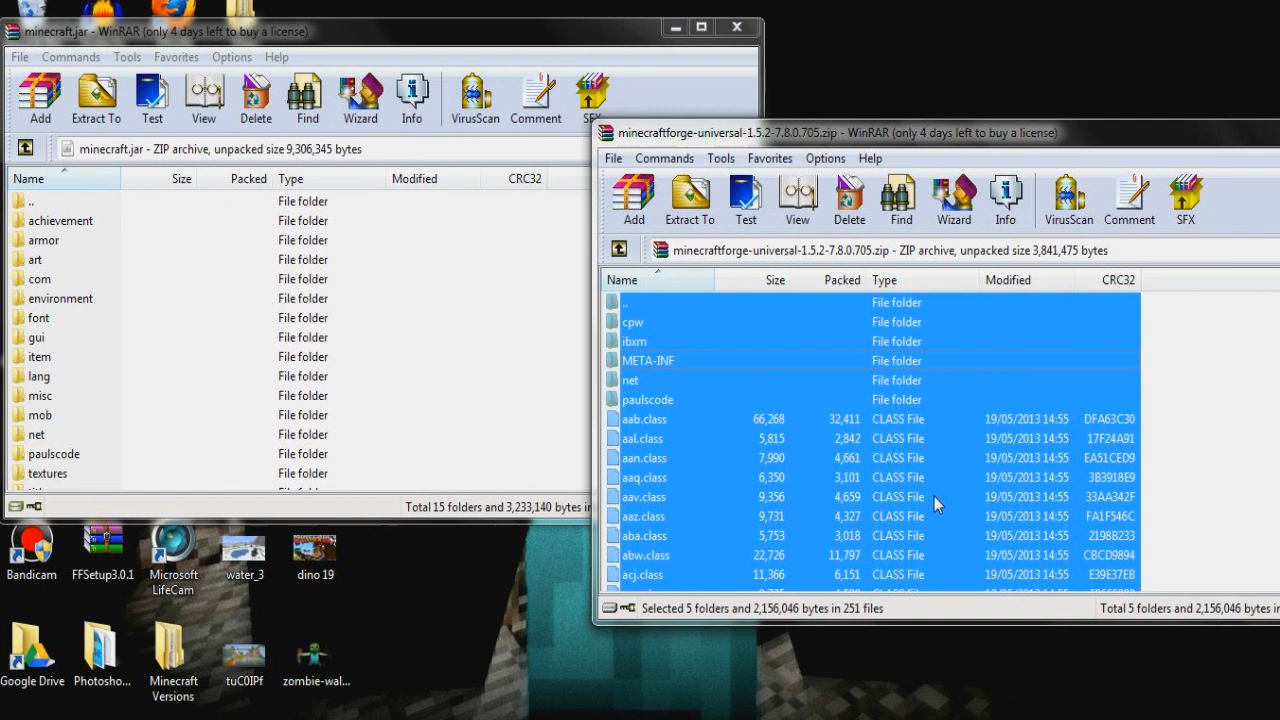 minecraft.jar - WinRAR (only 4 days left to buy a license)
File Commands Tools Favorites Options Help
Add Extract To Test View Delete Find Wizard Info VirusScan Comment
minecraft.jar - ZIP archive, unpacked size 9,306,345 bytes
Name Size Packed Type Modified CRC32
.. File folder
achievement File folder
armor File folder
art File folder
com File folder
environment File folder
font File folder
gui File folder
item File folder
lang File folder
misc File folder
mob File folder
net File folder
paulscode File folder
textures File folder
Total 15 folders and 3,233,140 bytes
minecraftforge-universal-1.5.2-7.8.0.705.zip - WinRAR (only 4 days left to buy a license)
File Commands Tools Favorites Options Help
Add Extract To Test View Delete Find Wizard Info VirusScan Comment SFX
minecraftforge-universal-1.5.2-7.8.0.705.zip - ZIP archive, unpacked size 3,841,475 bytes
Name Size Packed Type Modified CRC32
.. File folder
cpw File folder
ibxm File folder
META-INF File folder
net File folder
paulscode File folder
aab.class 66,268 32,411 CLASS File 19/05/2013 14:55 DFA63C30
aal.class 5,815 2,842 CLASS File 19/05/2013 14:55 17F24A91
aan.class 7,990 4,661 CLASS File 19/05/2013 14:55 EA51CED9
aaq.class 6,350 3,101 CLASS File 19/05/2013 14:55 3B3918E9
aav.class 9,356 4,659 CLASS File 19/05/2013 14:55 33AA342F
aaz.class 9,731 4,327 CLASS File 19/05/2013 14:55 FA1F546C
aba.class 5,753 3,018 CLASS File 19/05/2013 14:55 2198B233
abw.class 22,726 11,797 CLASS File 19/05/2013 14:55 CBCD9894
acj.class 11,366 6,151 CLASS File 19/05/2013 14:55 E39E37EB
Selected 5 folders and 2,156,046 bytes in 251 files Total 5 folders and 2,156,046 bytes in
Bandicam FFSetup3.0.1 Microsoft LifeCam water_3 dino 19
Google Drive Photosho... Minecraft Versions tuC0IPf zombie-wal...